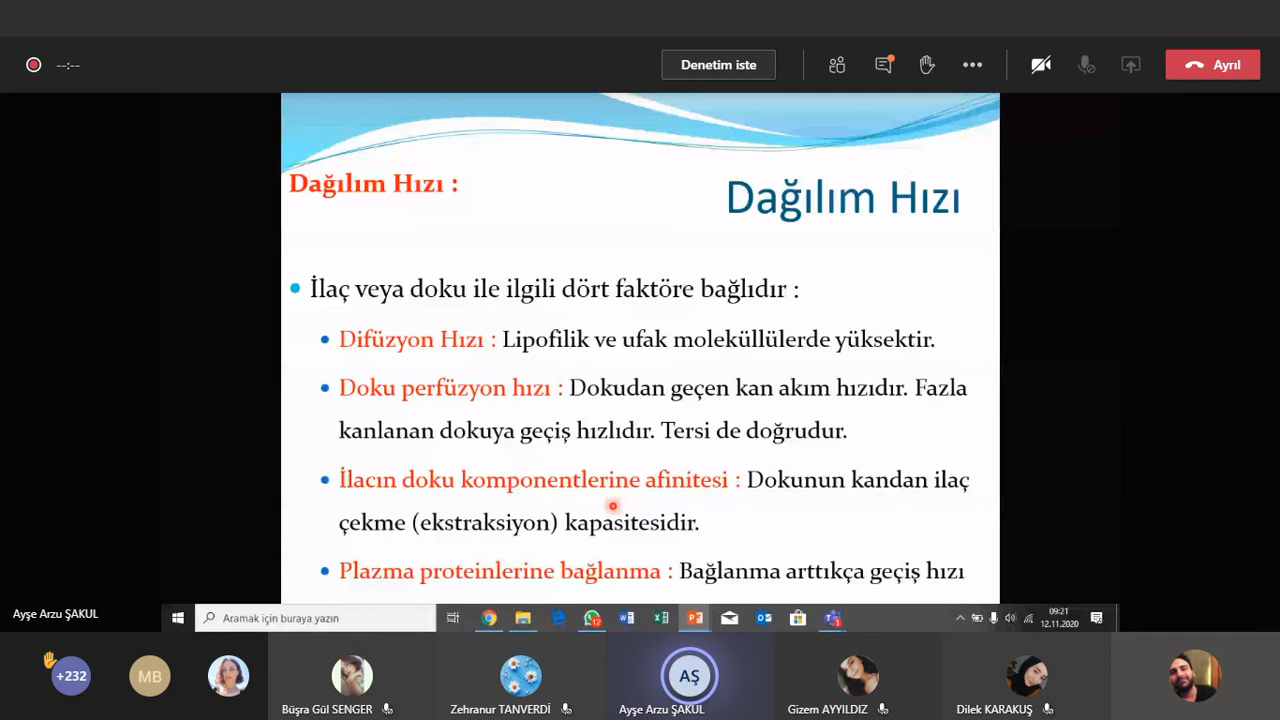 --:--
Denetim iste
Ayrıl
Dağılım Hızı :
Dağılım Hızı
İlaç veya doku ile ilgili dört faktöre bağlıdır :
Difüzyon Hızı : Lipofilik ve ufak moleküllülerde yüksektir.
Doku perfüzyon hızı : Dokudan geçen kan akım hızıdır. Fazla
kanlanan dokuya geçiş hızlıdır. Tersi de doğrudur.
İlacın doku komponentlerine afinitesi : Dokunun kandan ilaç
çekme (ekstraksiyon) kapasitesidir.
Plazma proteinlerine bağlanma : Bağlanma arttıkça geçiş hızı
Ayşe Arzu ŞAKUL
Aramak için buraya yazın
12
09:21
12.11.2020
+232
MB
AŞ
Büşra Gül SENGER
Zehranur TANVERDİ
Ayşe Arzu ŞAKUL
Gizem AYYILDIZ
Dilek KARAKUŞ